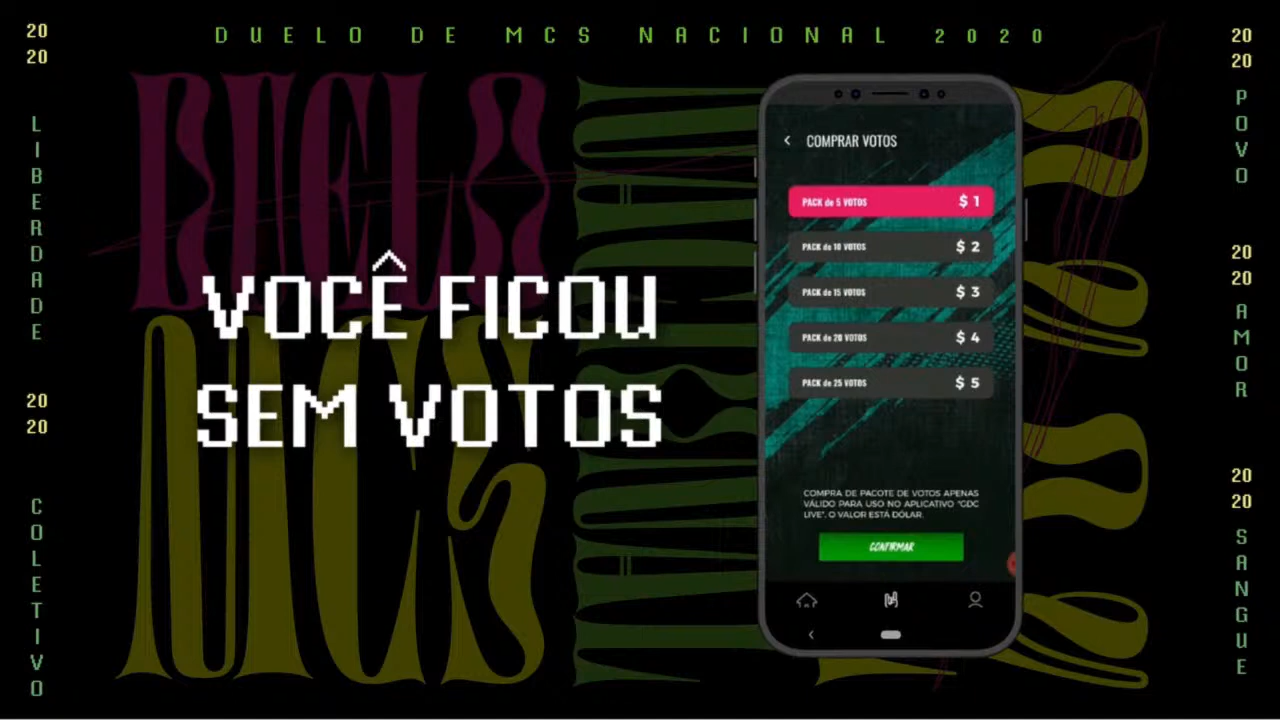 DUELO DE MCS NACIONAL 2020
20
20
LIBERDADE
20
20
COLETIVO
DUELO
MCS
VOCÊ FICOU
SEM VOTOS
COMPRAR VOTOS
PACK de 5 VOTOS $ 1
PACK de 10 VOTOS $ 2
PACK de 15 VOTOS $ 3
PACK de 20 VOTOS $ 4
PACK de 25 VOTOS $ 5
COMPRA DE PACOTE DE VOTOS APENAS
VÁLIDO PARA USO NO APLICATIVO "GDC
LIVE". O VALOR ESTÁ DÓLAR.
CONFIRMAR
20
20
POVO
20
20
AMOR
20
20
SANGUE